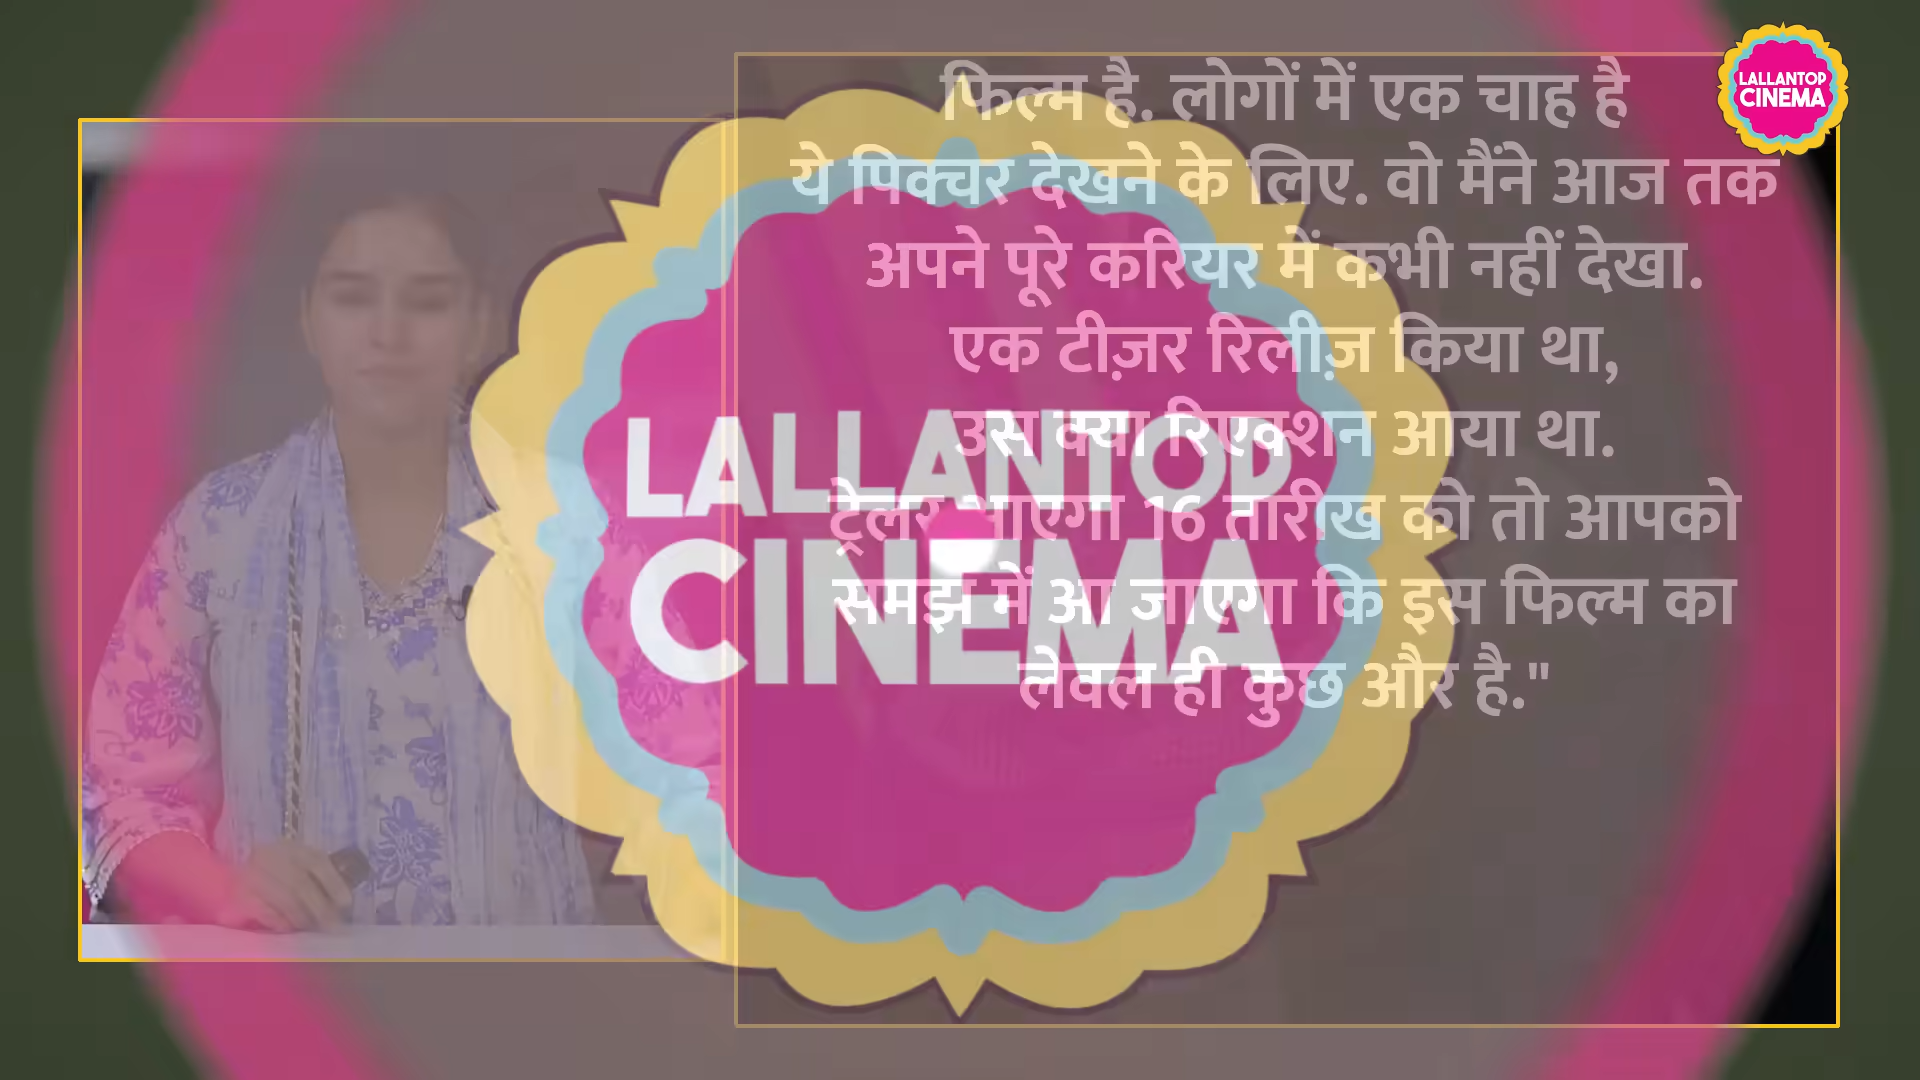 LALLANTOP
CINEMA
फिल्म है. लोगों में एक चाह है
ये पिक्चर देखने के लिए. वो मैंने आज तक
अपने पूरे करियर में कभी नहीं देखा.
एक टीज़र रिलीज़ किया था,
उस क्या रिएक्शन आया था.
ट्रेलर आएगा 16 तारीख को तो आपको
समझ में आ जाएगा कि इस फिल्म का
लेवल ही कुछ और है."
LALLANTOP
CINEMA